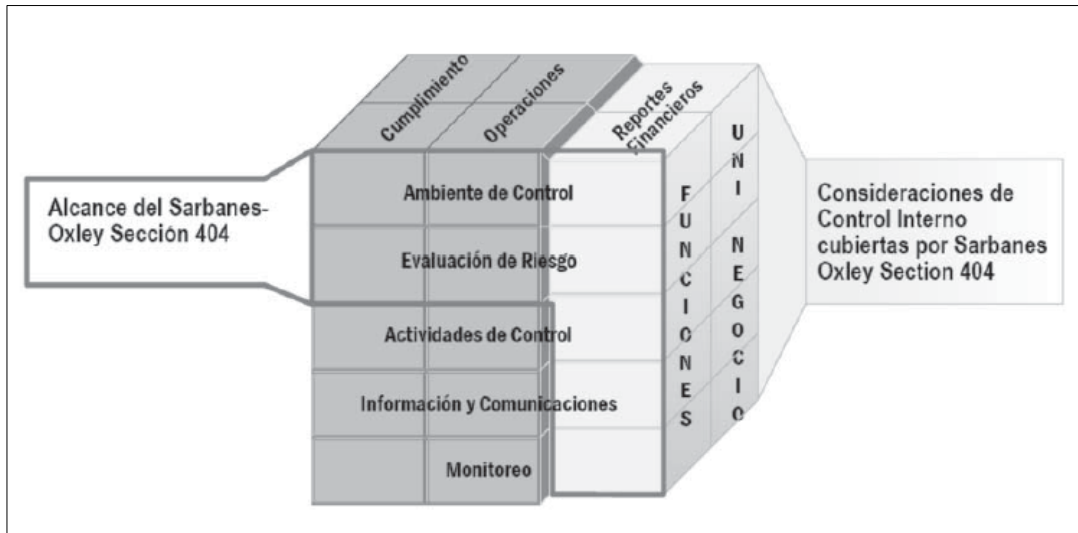 Cumplimiento
Operaciones
Reportes
Financieros
Alcance del Sarbanes-
Oxley Sección 404
Ambiente de Control
Evaluación de Riesgo
Actividades de Control
Información y Comunicaciones
Monitoreo
FUNCIONES
UNI NEGOCIO
Consideraciones de
Control Interno
cubiertas por Sarbanes
Oxley Section 404